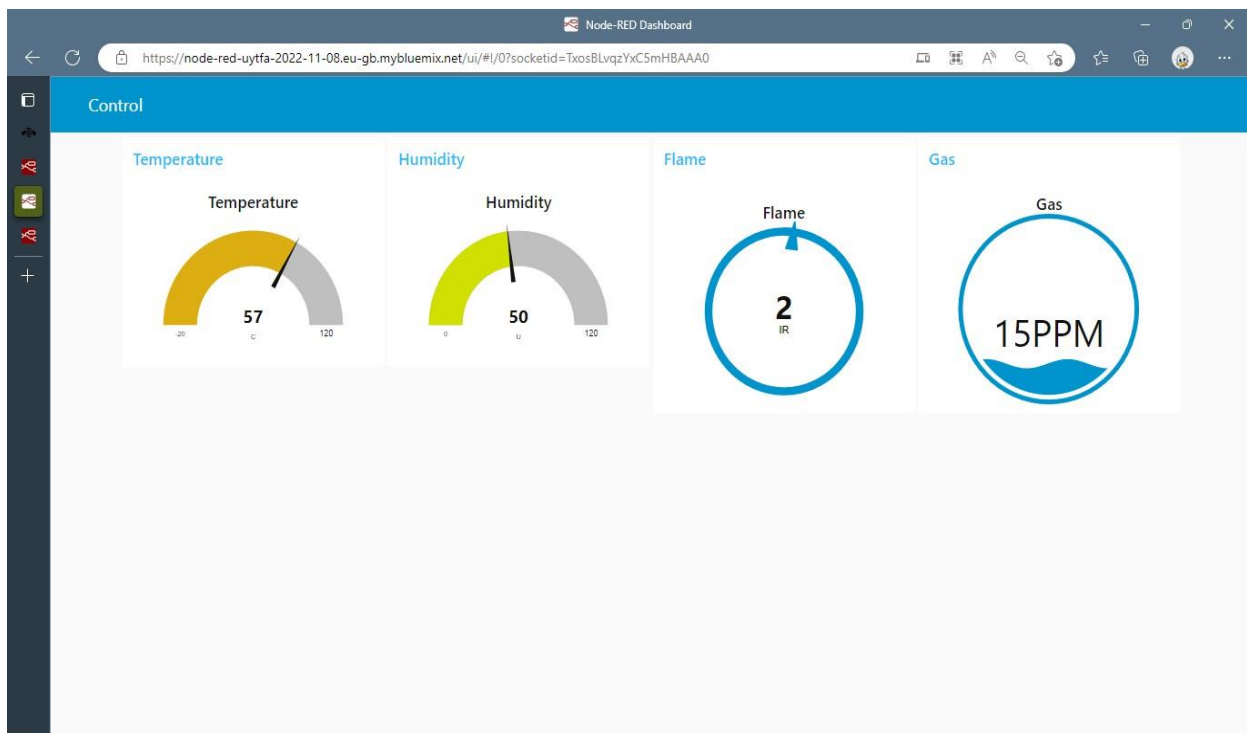 Node-RED Dashboard
https://node-red-uytfa-2022-11-08.eu-gb.mybluemix.net/ui/#!/0?socketid=TxosBLvqzYxC5mHBAAA0
Control
Temperature
Temperature
57
C
-20
120
Humidity
Humidity
50
U
0
120
Flame
Flame
2
IR
Gas
Gas
15PPM